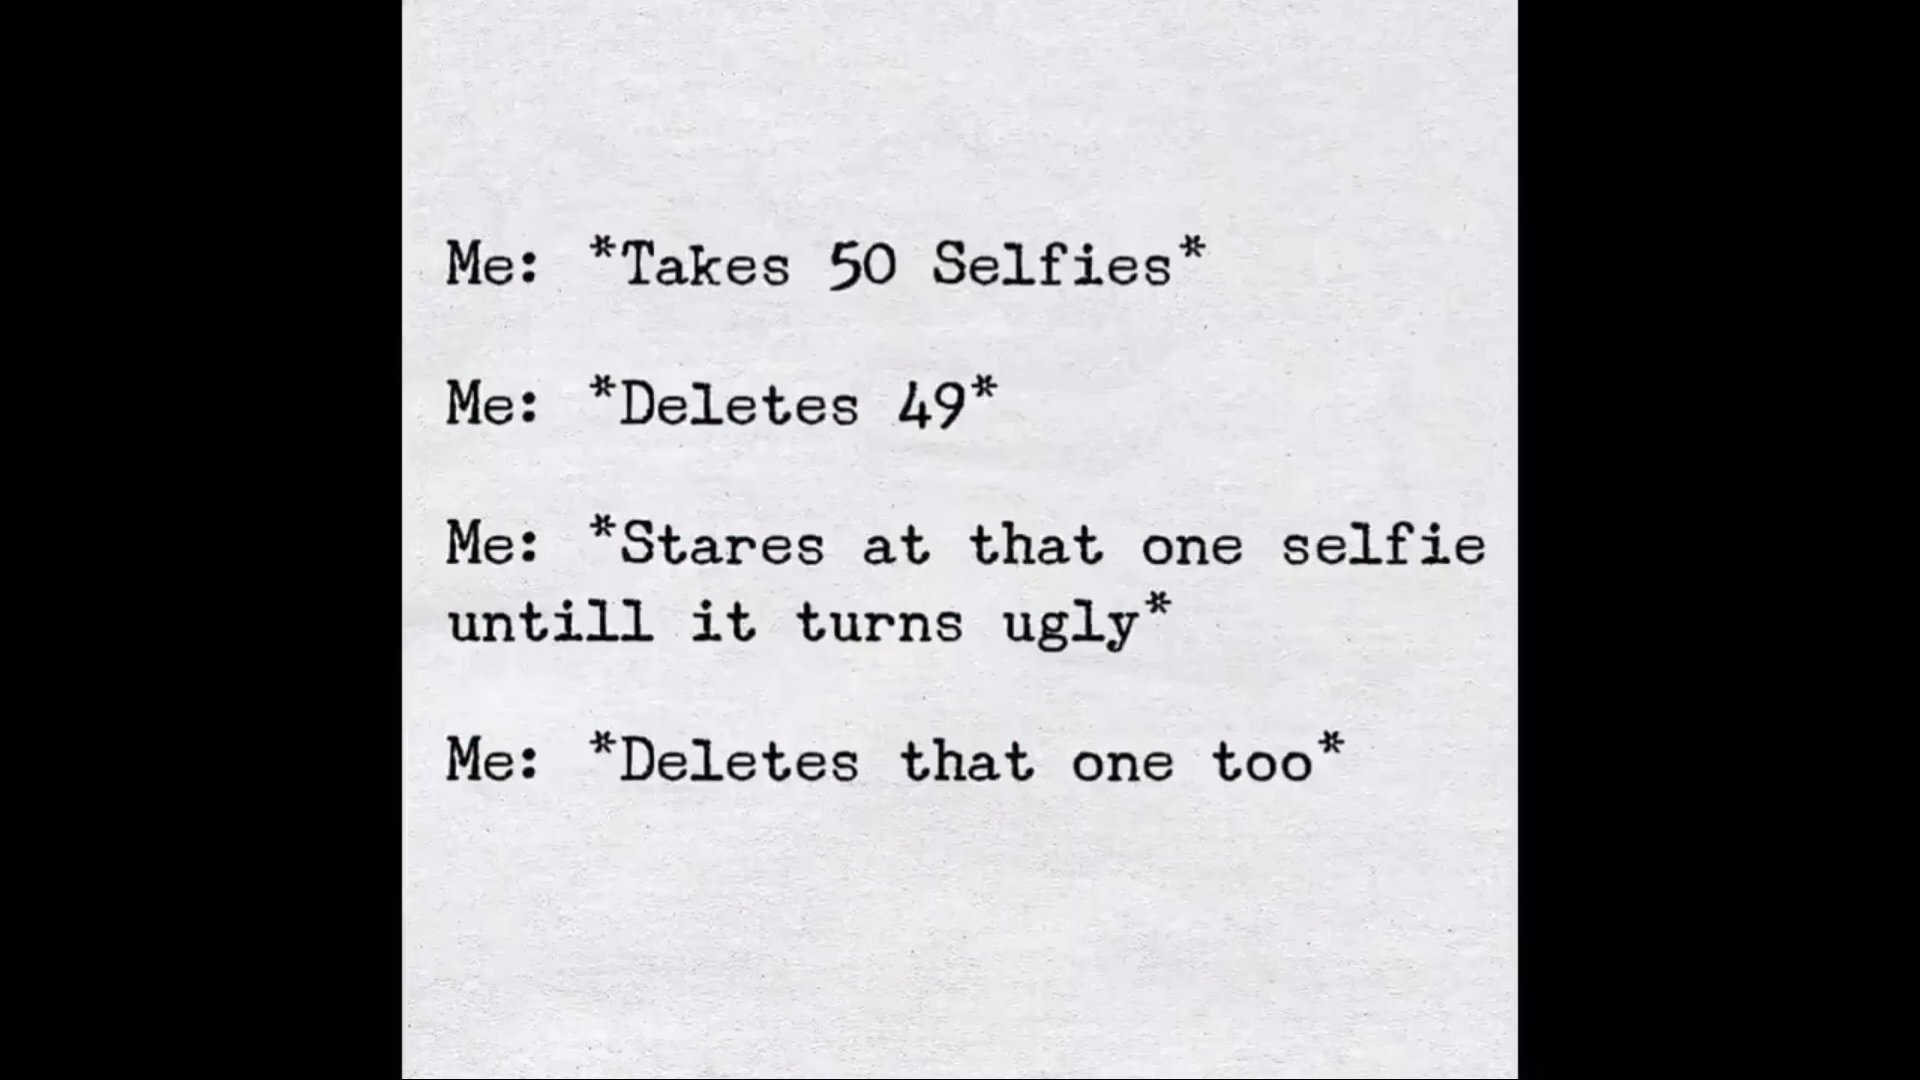 Me: *Takes 50 Selfies*
Me: *Deletes 49*
Me: *Stares at that one selfie
untill it turns ugly*
Me: *Deletes that one too*